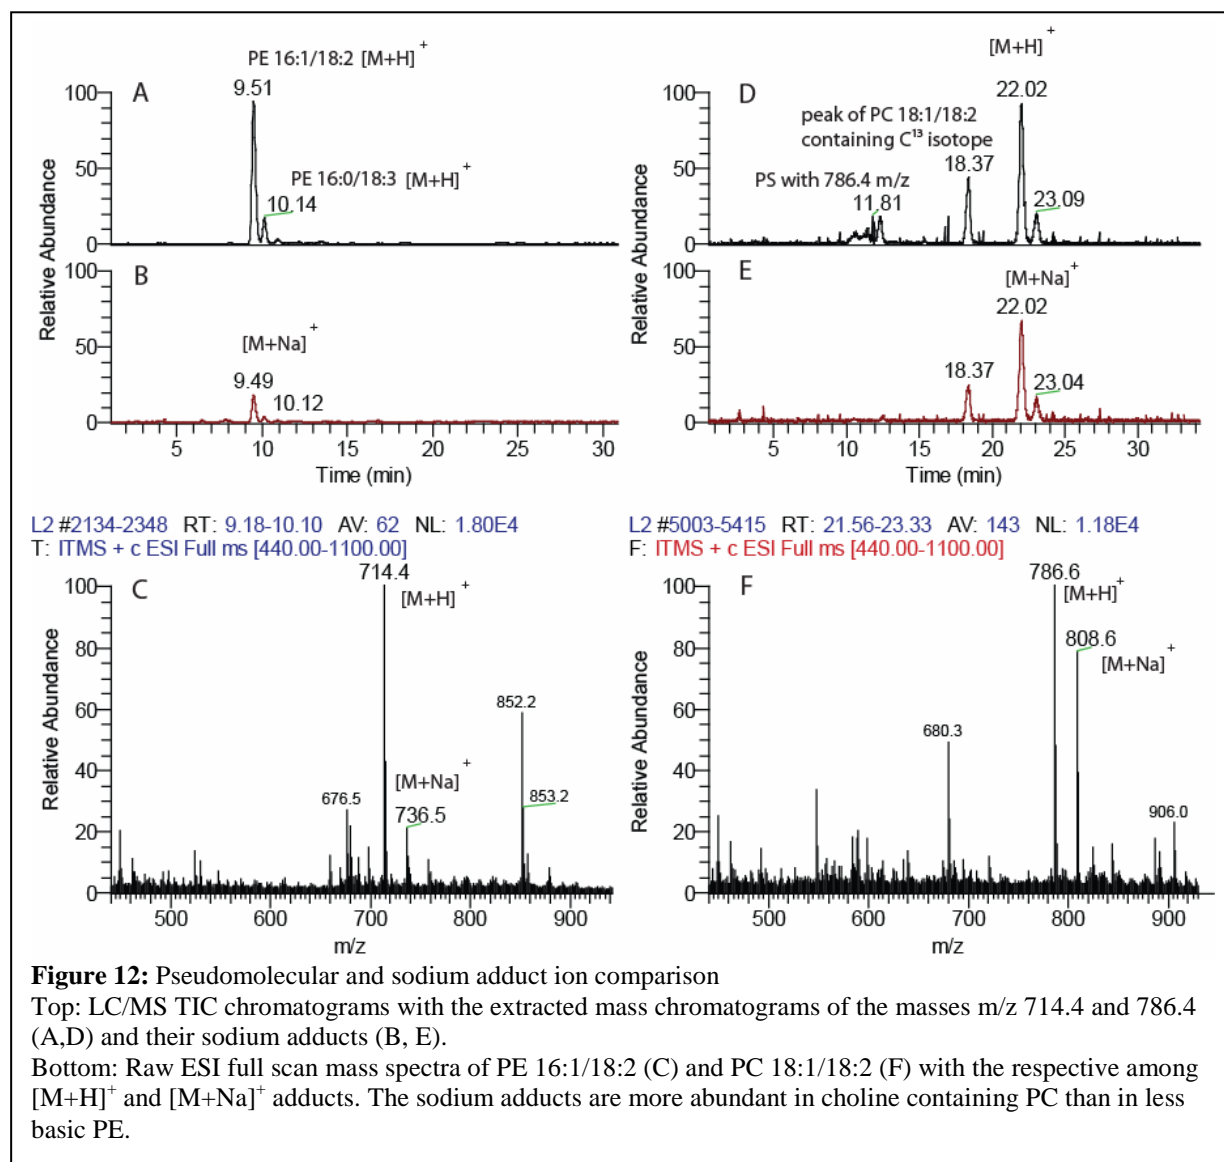 PE 16:1/18:2 [M+H]+
9.51
A
PE 16:0/18:3 [M+H]+
10.14
100
50
0
Relative Abundance
B
[M+Na]+
9.49
10.12
100
50
0
5 10 15 20 25 30
Time (min)
[M+H]+
22.02
D
peak of PC 18:1/18:2
containing C13 isotope
18.37
PS with 786.4 m/z
11.81
23.09
100
50
0
Relative Abundance
E
[M+Na]+
22.02
18.37
23.04
100
50
0
5 10 15 20 25 30
Time (min)
L2 #2134-2348 RT: 9.18-10.10 AV: 62 NL: 1.80E4
T: ITMS + c ESI Full ms [440.00-1100.00]
714.4
C
[M+H]+
852.2
[M+Na]+
676.5
736.5
853.2
100
80
60
40
20
0
Relative Abundance
500 600 700 800 900
m/z
L2 #5003-5415 RT: 21.56-23.33 AV: 143 NL: 1.18E4
F: ITMS + c ESI Full ms [440.00-1100.00]
786.6
F
[M+H]+
808.6
[M+Na]+
680.3
906.0
100
80
60
40
20
0
Relative Abundance
500 600 700 800 900
m/z
Figure 12: Pseudomolecular and sodium adduct ion comparison
Top: LC/MS TIC chromatograms with the extracted mass chromatograms of the masses m/z 714.4 and 786.4
(A,D) and their sodium adducts (B, E).
Bottom: Raw ESI full scan mass spectra of PE 16:1/18:2 (C) and PC 18:1/18:2 (F) with the respective among
[M+H]+ and [M+Na]+ adducts. The sodium adducts are more abundant in choline containing PC than in less
basic PE.